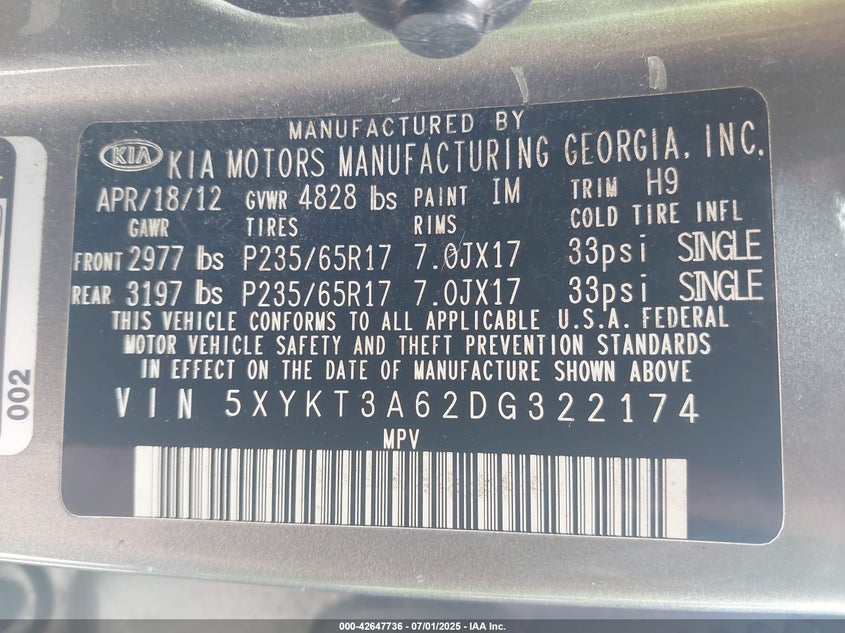 MANUFACTURED BY
KIA KIA MOTORS MANUFACTURING GEORGIA, INC.
APR/18/12 GVWR 4828 lbs PAINT IM TRIM H9
GAWR TIRES RIMS COLD TIRE INFL
FRONT 2977 lbs P235/65R17 7.0JX17 33psi SINGLE
REAR 3197 lbs P235/65R17 7.0JX17 33psi SINGLE
THIS VEHICLE CONFORMS TO ALL APPLICABLE U.S.A. FEDERAL
MOTOR VEHICLE SAFETY AND THEFT PREVENTION STANDARDS
IN EFFECT ON THE DATE OF MANUFACTURE SHOWN ABOVE
VIN 5XYKT3A62DG322174
MPV
002
000-42647736 - 07/01/2025 - IAA Inc.